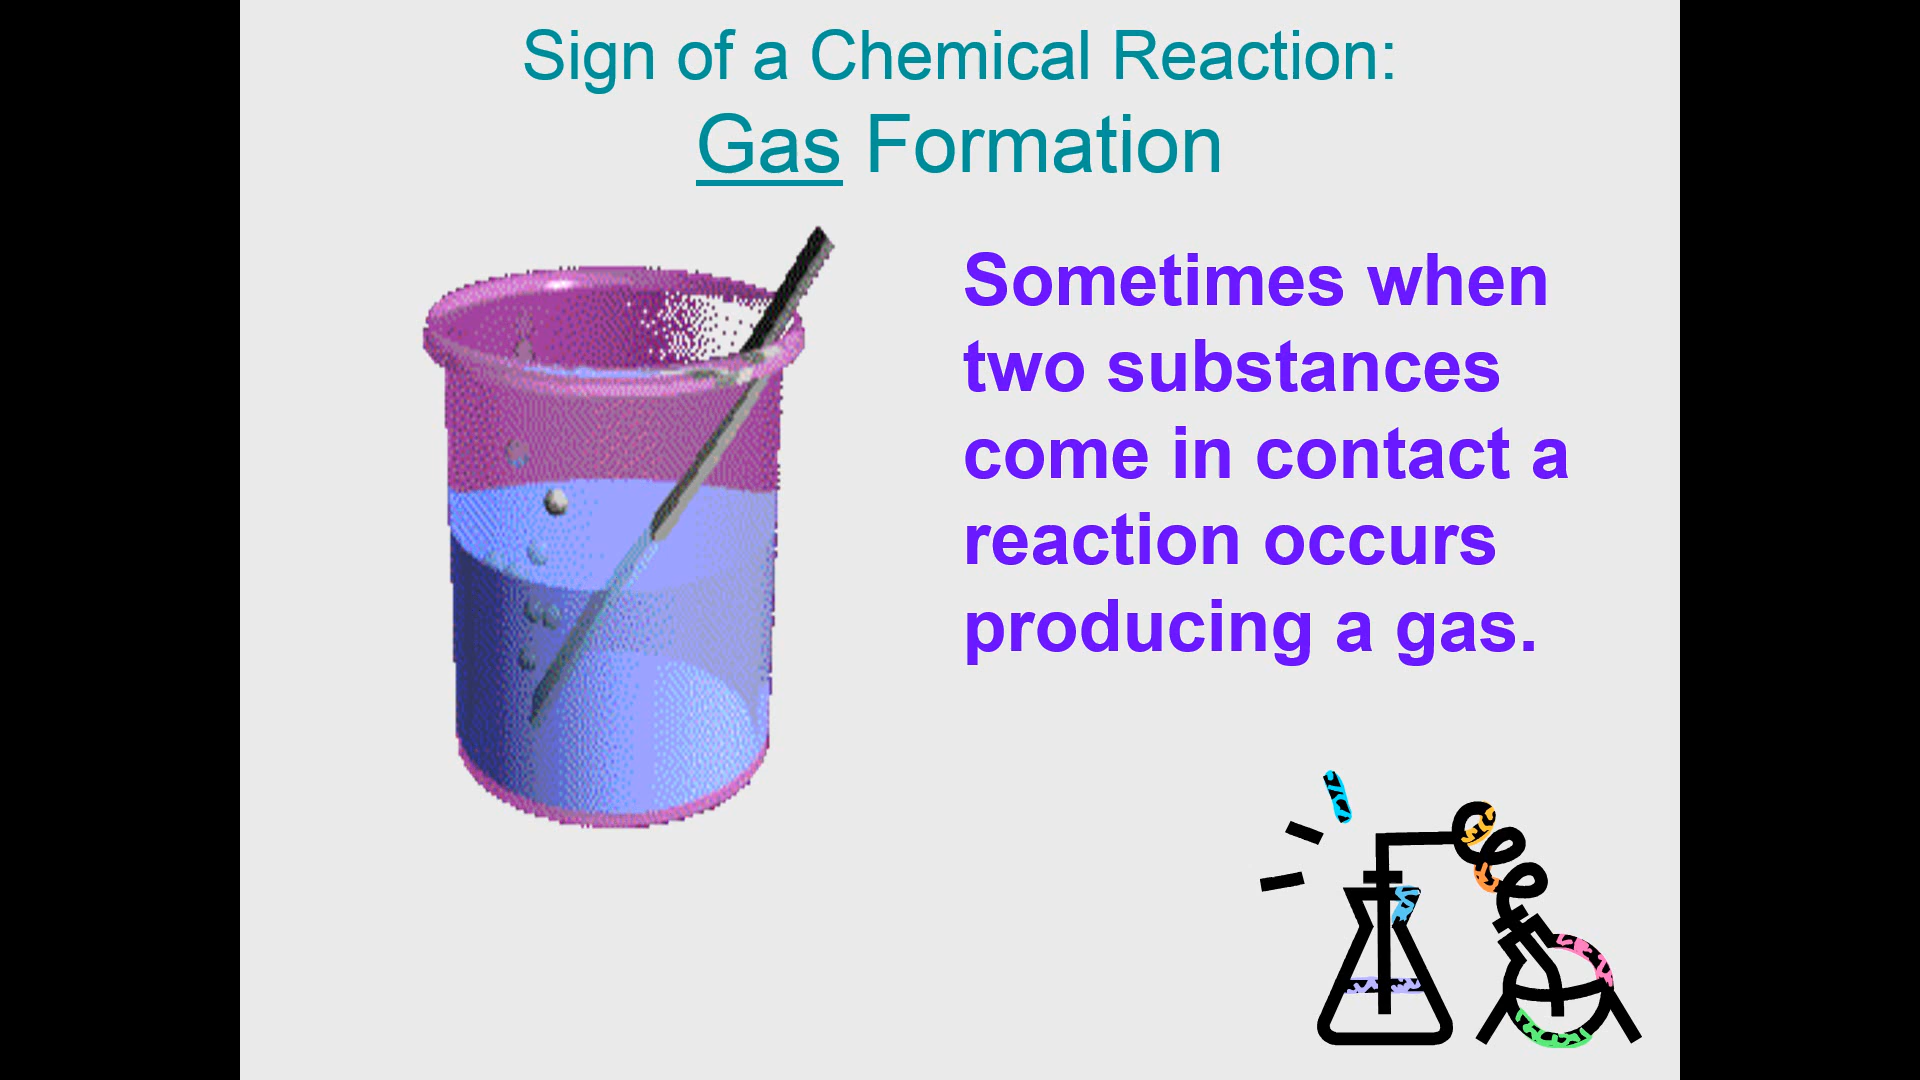 Sign of a Chemical Reaction:
Gas Formation
Sometimes when
two substances
come in contact a
reaction occurs
producing a gas.